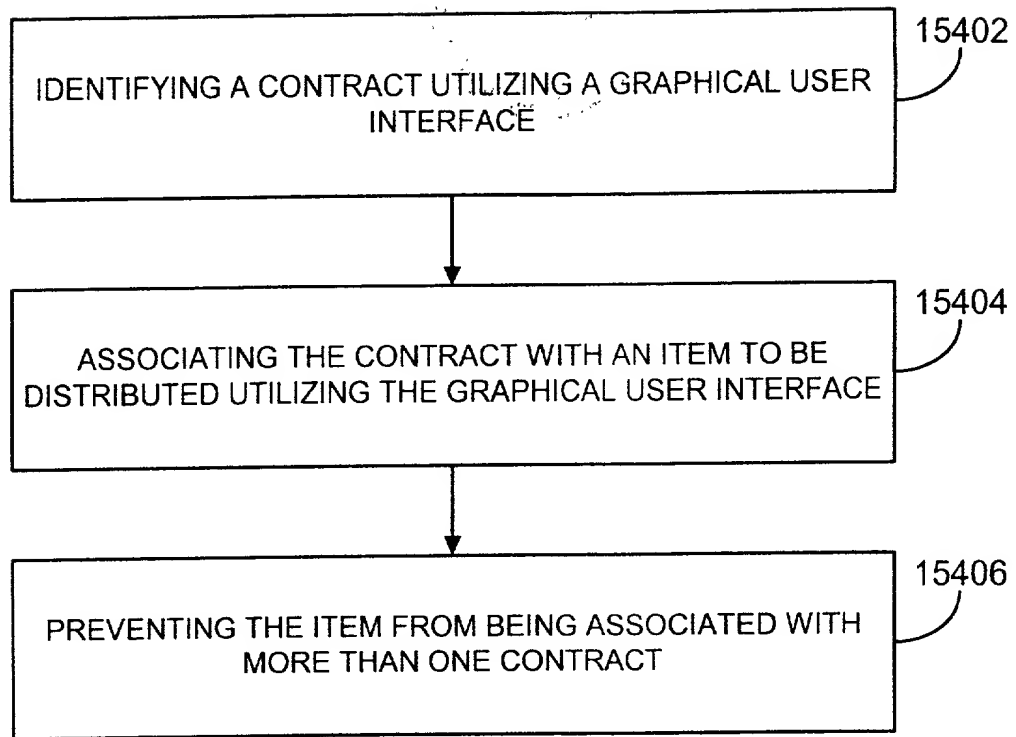 15402
IDENTIFYING A CONTRACT UTILIZING A GRAPHICAL USER
INTERFACE
15404
ASSOCIATING THE CONTRACT WITH AN ITEM TO BE
DISTRIBUTED UTILIZING THE GRAPHICAL USER INTERFACE
15406
PREVENTING THE ITEM FROM BEING ASSOCIATED WITH
MORE THAN ONE CONTRACT